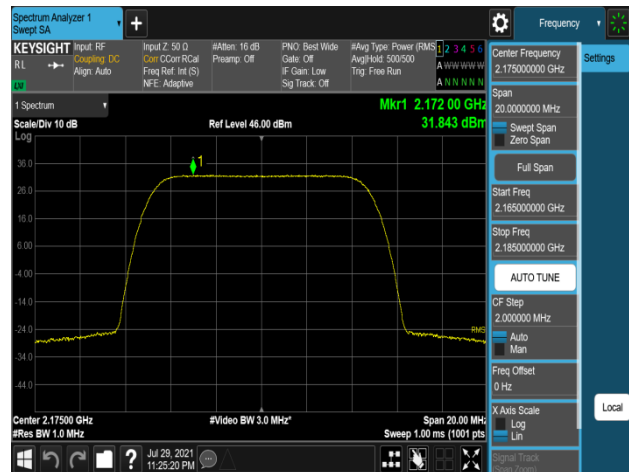 Spectrum Analyzer 1
Swept SA
+
Frequency
KEYSIGHT
RL
Input: RF
Coupling: DC
Align: Auto
Input Z: 50 Ω
Corr CCorr RCal
Freq Ref: Int (S)
NFE: Adaptive
#Atten: 16 dB
Preamp: Off
PNO: Best Wide
Gate: Off
IF Gain: Low
Sig Track: Off
#Avg Type: Power (RMS
Avg|Hold: 500/500
Trig: Free Run
1 2 3 4 5 6
A W W W W W
A N N N N N
LXI
1 Spectrum
Mkr1 2.172 00 GHz
31.843 dBm
Scale/Div 10 dB
Ref Level 46.00 dBm
Log
1
36.0
26.0
16.0
6.00
-4.00
-14.0
-24.0
-34.0
-44.0
RMS
Center 2.17500 GHz
#Video BW 3.0 MHz*
Span 20.00 MHz
#Res BW 1.0 MHz
Sweep 1.00 ms (1001 pts
?
Jul 29, 2021
11:25:20 PM
Center Frequency
2.175000000 GHz
Span
20.0000000 MHz
Swept Span
Zero Span
Full Span
Start Freq
2.165000000 GHz
Stop Freq
2.185000000 GHz
AUTO TUNE
CF Step
2.000000 MHz
Auto
Man
Freq Offset
0 Hz
X Axis Scale
Log
Lin
Signal Track
(Span Zoom)
Settings
Local